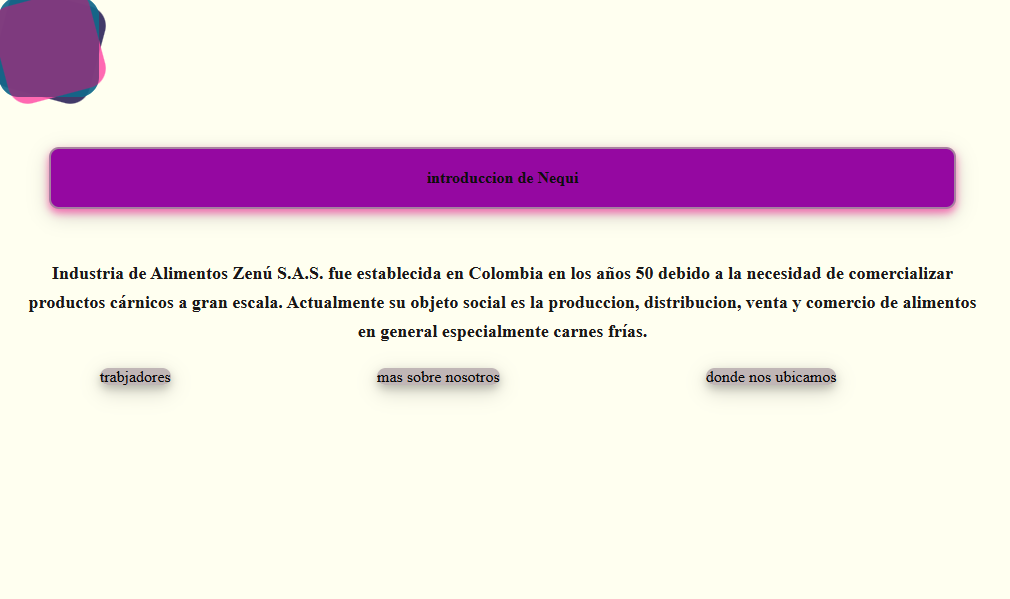 introduccion de Nequi
Industria de Alimentos Zenú S.A.S. fue establecida en Colombia en los años 50 debido a la necesidad de comercializar
productos cárnicos a gran escala. Actualmente su objeto social es la produccion, distribucion, venta y comercio de alimentos
en general especialmente carnes frías.
trabjadores
mas sobre nosotros
donde nos ubicamos